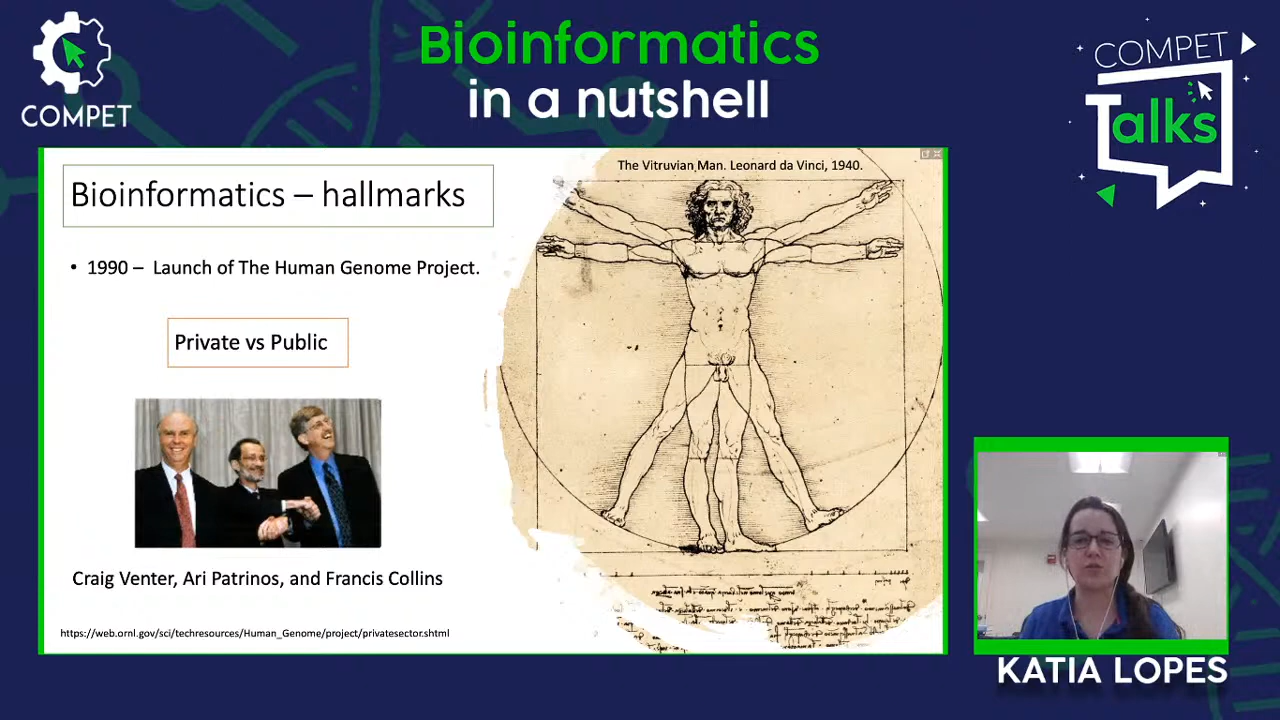 Bioinformatics
in a nutshell
COMPET
COMPET
Talks
The Vitruvian Man. Leonard da Vinci, 1940.
Bioinformatics – hallmarks
• 1990 – Launch of The Human Genome Project.
Private vs Public
Craig Venter, Ari Patrinos, and Francis Collins
https://web.ornl.gov/sci/techresources/Human_Genome/project/privatesector.shtml
KATIA LOPES